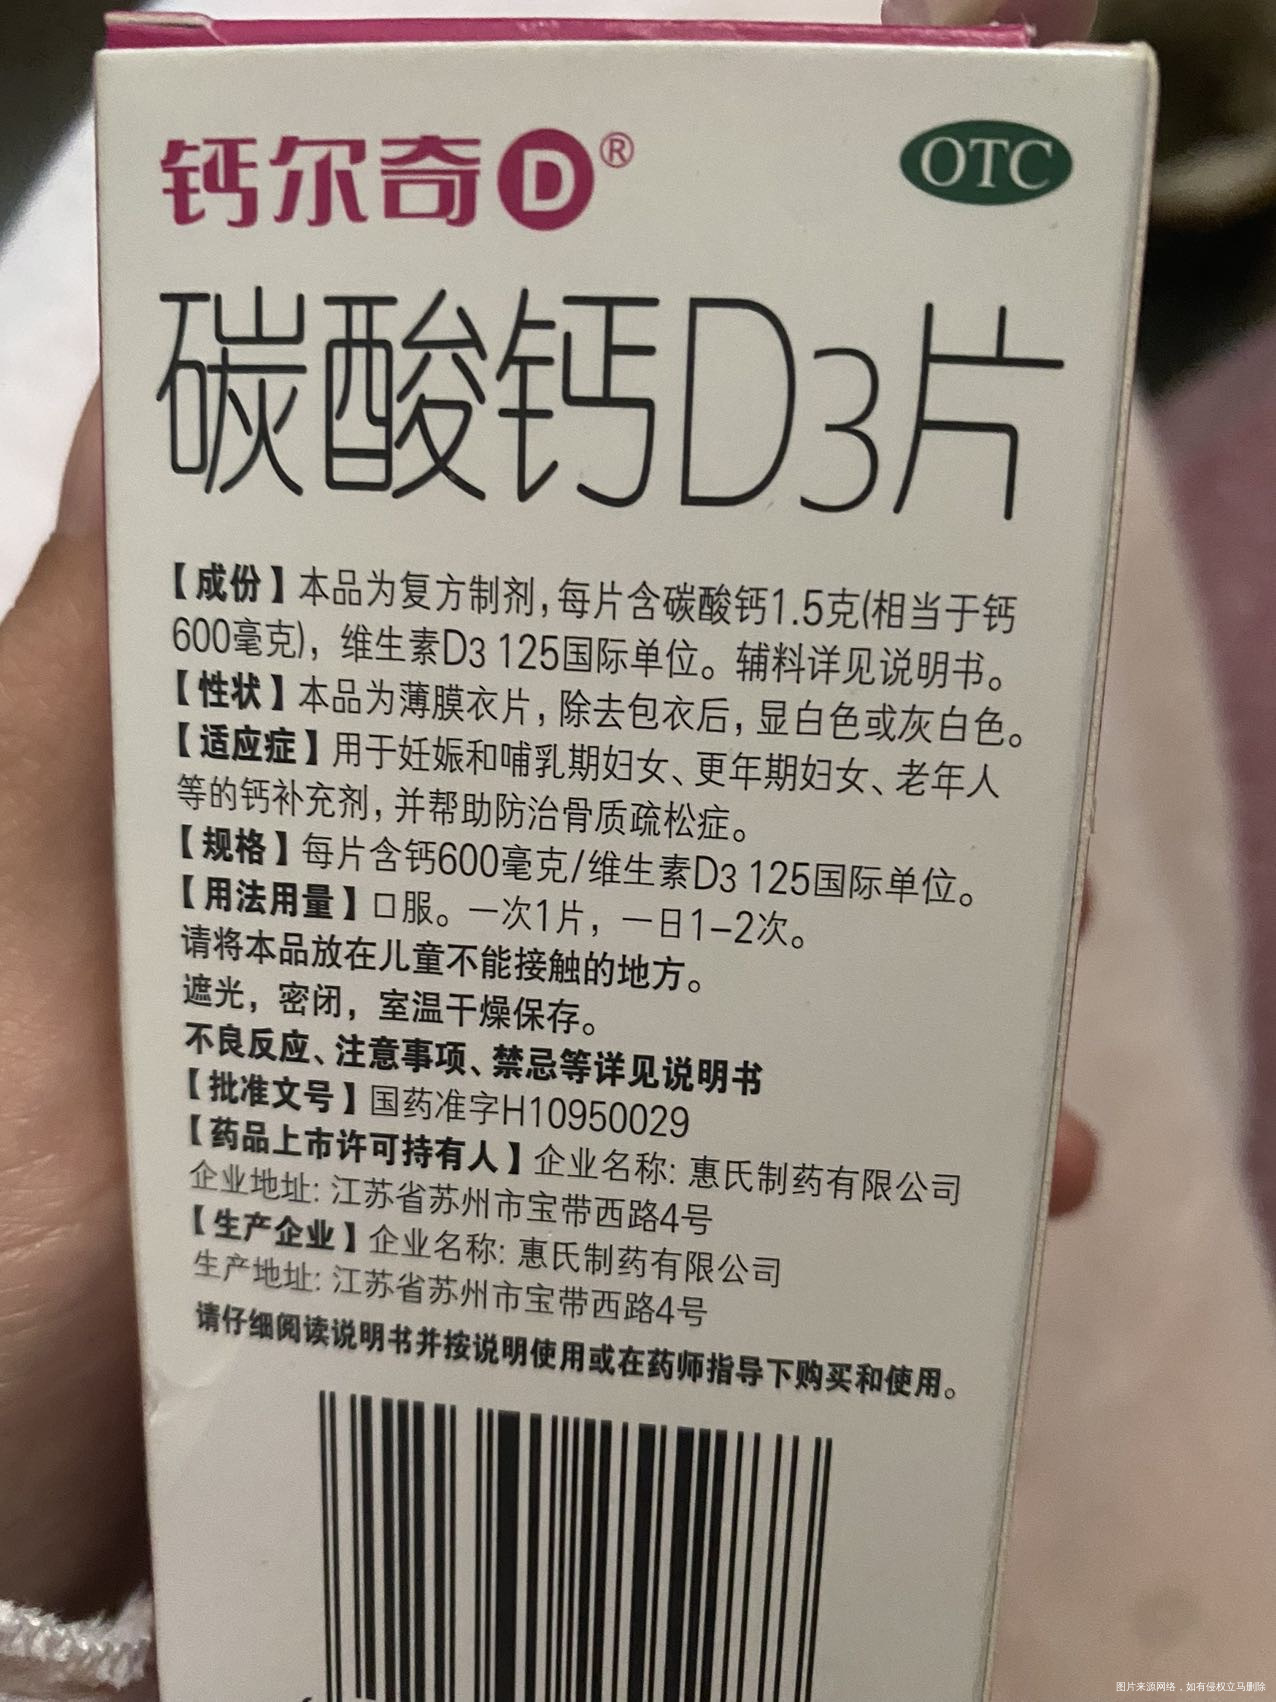 钙尔奇D®
OTC
碳酸钙D3片
【成份】本品为复方制剂,每片含碳酸钙1.5克(相当于钙
600毫克),维生素D3 125国际单位。辅料详见说明书。
【性状】本品为薄膜衣片,除去包衣后,显白色或灰白色。
【适应症】用于妊娠和哺乳期妇女、更年期妇女、老年人
等的钙补充剂,并帮助防治骨质疏松症。
【规格】每片含钙600毫克/维生素D3 125国际单位。
【用法用量】口服。一次1片,一日1-2次。
请将本品放在儿童不能接触的地方。
遮光,密闭,室温干燥保存。
不良反应、注意事项、禁忌等详见说明书
【批准文号】国药准字H10950029
【药品上市许可持有人】企业名称: 惠氏制药有限公司
企业地址: 江苏省苏州市宝带西路4号
【生产企业】企业名称: 惠氏制药有限公司
生产地址: 江苏省苏州市宝带西路4号
请仔细阅读说明书并按说明使用或在药师指导下购买和使用。
图片来源网络,如有侵权立马删除